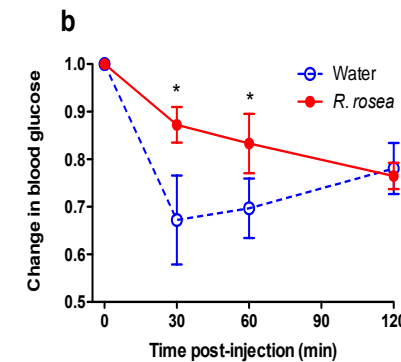 b
Change in blood glucose
1.0
0.9
0.8
0.7
0.6
0.5
* *
Water
R. rosea
0 30 60 90 120
Time post-injection (min)